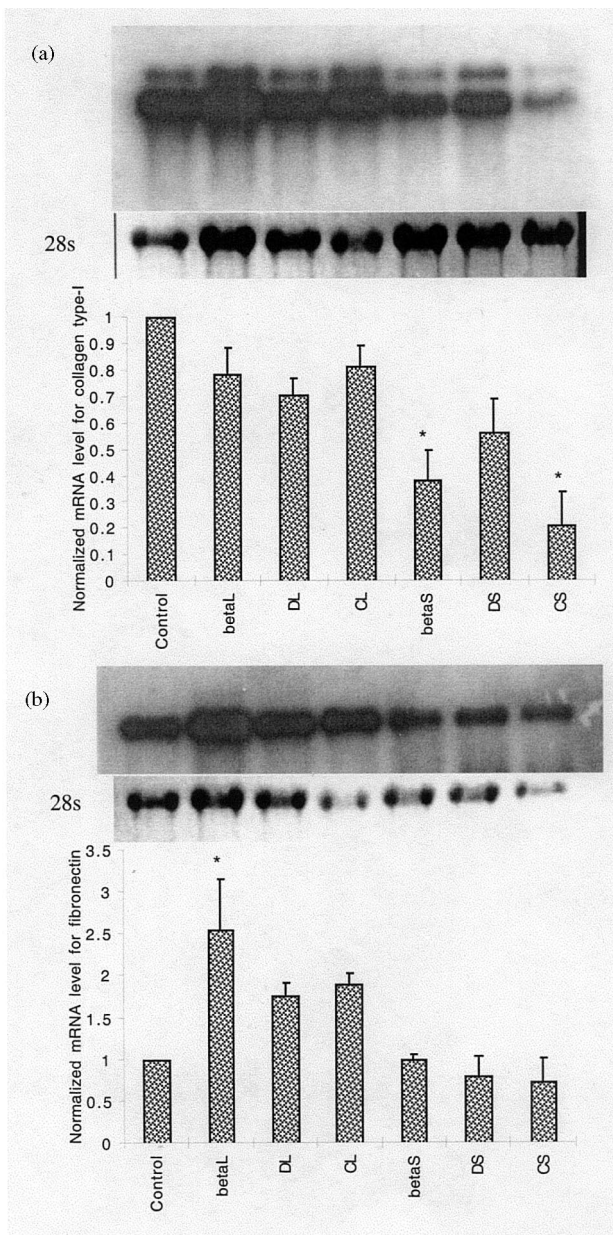 (a)
28s
Normalized mRNA level for collagen type-I
1
0.9
0.8
0.7
0.6
0.5
0.4
0.3
0.2
0.1
0
*
*
Control
betaL
DL
CL
betaS
DS
CS
(b)
28s
Normalized mRNA level for fibronectin
3.5
3
2.5
2
1.5
1
0.5
0
*
Control
betaL
DL
CL
betaS
DS
CS